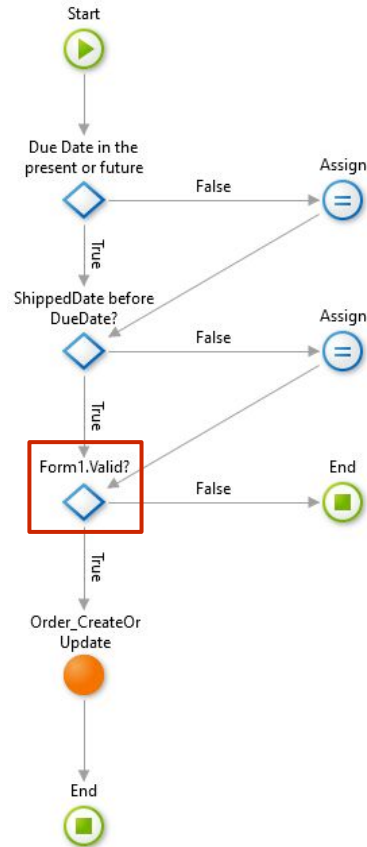 Start
Due Date in the
present or future
False
Assign
True
ShippedDate before
DueDate?
False
Assign
True
Form1.Valid?
False
End
True
Order_CreateOr
Update
End